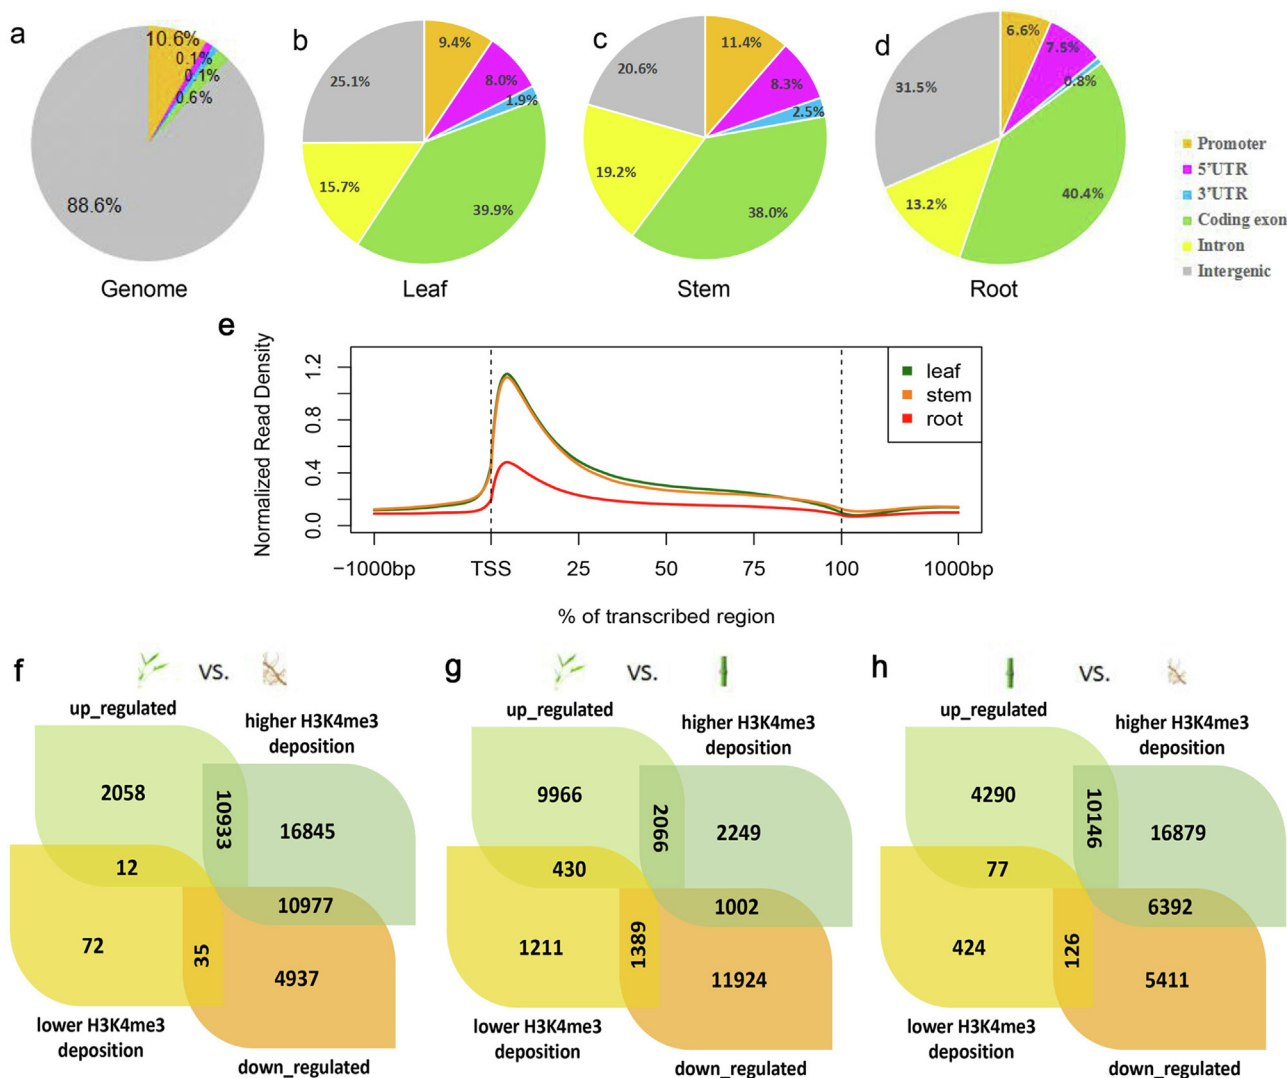 a
10.6%
0.1%
0.1%
0.6%
88.6%
Genome
b
9.4%
8.0%
1.9%
39.9%
15.7%
25.1%
Leaf
c
11.4%
8.3%
2.5%
38.0%
19.2%
20.6%
Stem
d
6.6%
7.5%
0.8%
40.4%
13.2%
31.5%
Root
Promoter
5'UTR
3'UTR
Coding exon
Intron
Intergenic
e
Normalized Read Density
1.2
0.8
0.4
0.0
leaf
stem
root
−1000bp TSS 25 50 75 100 1000bp
% of transcribed region
f
vs.
up_regulated
higher H3K4me3
deposition
2058
10933
16845
12
10977
72
35
4937
lower H3K4me3
deposition
down_regulated
g
vs.
up_regulated
higher H3K4me3
deposition
9966
2066
2249
430
1002
1211
1389
11924
lower H3K4me3
deposition
down_regulated
h
vs.
up_regulated
higher H3K4me3
deposition
4290
10146
16879
77
6392
424
126
5411
lower H3K4me3
deposition
down_regulated